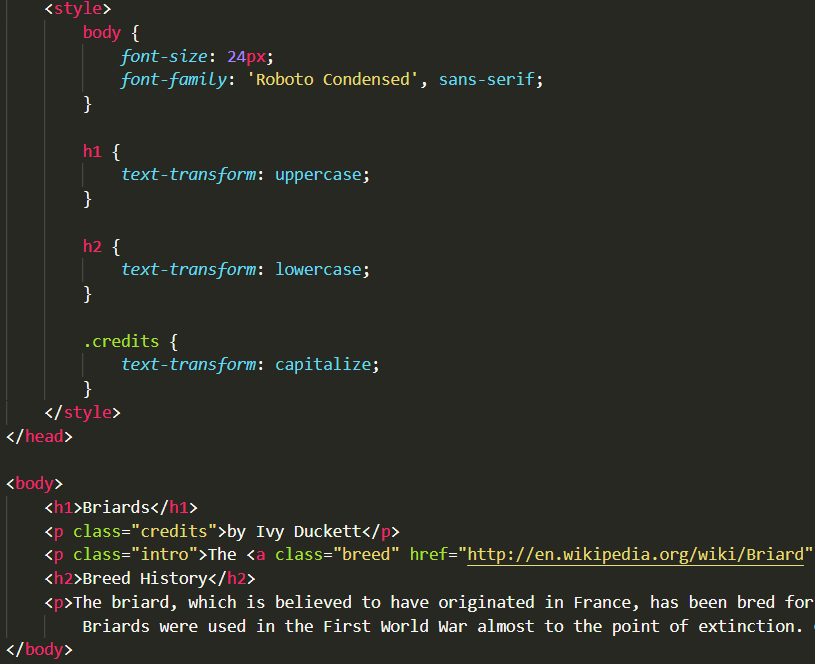 <style>
body {
font-size: 24px;
font-family: 'Roboto Condensed', sans-serif;
}
h1 {
text-transform: uppercase;
}
h2 {
text-transform: lowercase;
}
.credits {
text-transform: capitalize;
}
</style>
</head>
<body>
<h1>Briards</h1>
<p class="credits">by Ivy Duckett</p>
<p class="intro">The <a class="breed" href="http://en.wikipedia.org/wiki/Briard"
<h2>Breed History</h2>
<p>The briard, which is believed to have originated in France, has been bred for
Briards were used in the First World War almost to the point of extinction.
</body>